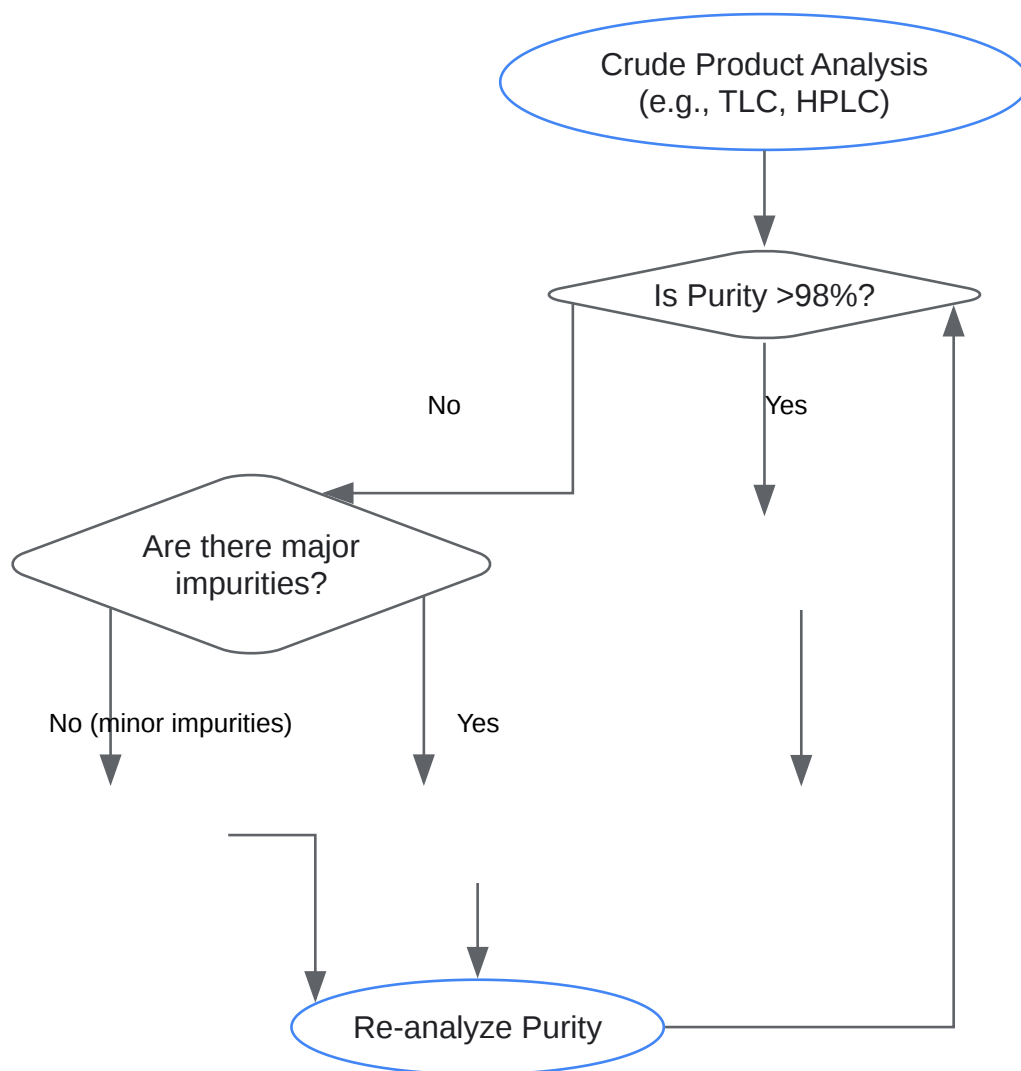 Crude Product Analysis
(e.g., TLC, HPLC)
Is Purity >98%?
No
Yes
Are there major
impurities?
No (minor impurities)
Yes
Re-analyze Purity